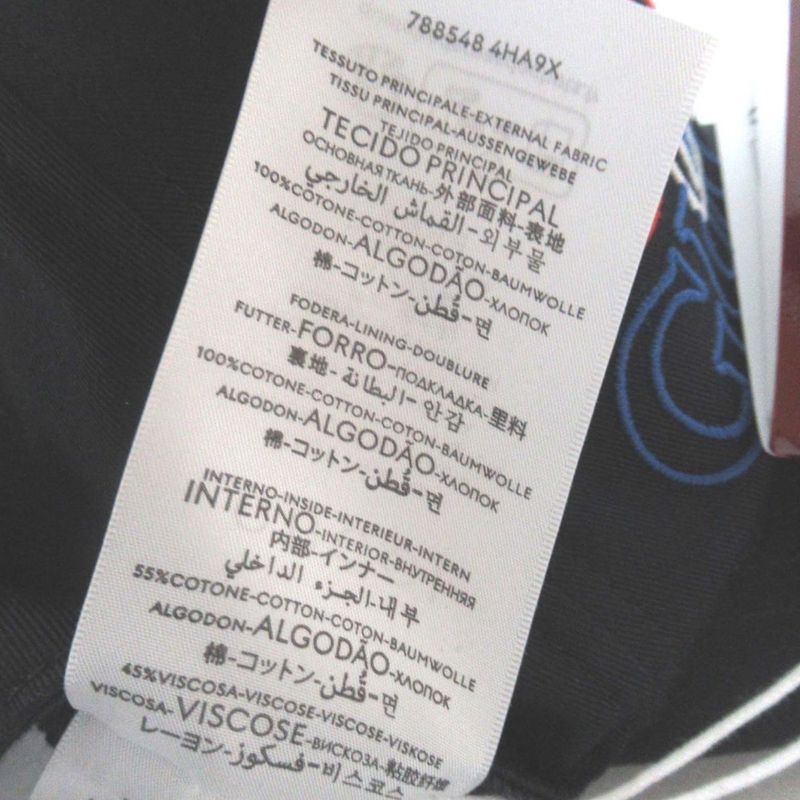 788548 4HA9X
TESSUTO PRINCIPALE-EXTERNAL FABRIC
TISSU PRINCIPAL-AUSSENGEWEBE
TEJIDO PRINCIPAL
TECIDO PRINCIPAL
ОСНОВНАЯ ТКАНЬ-外部面料-表地
القماش الخارجي-외부물
100%COTONE-COTTON-COTON-BAUMWOLLE
ALGODON-ALGODÃO-ХЛОПОК
棉-コットン-قُطن-면
FODERA-LINING-DOUBLURE
FUTTER-FORRO-ПОДКЛАДКА-里料
裏地-البطانة-안감
100%COTONE-COTTON-COTON-BAUMWOLLE
ALGODON-ALGODÃO-ХЛОПОК
棉-コットン-قُطن-면
INTERNO-INSIDE-INTERIEUR-INTERN
INTERNO-INTERIOR-ВНУТРЕННЯЯ
内部-インナー
الجزء الداخلي-내부
55%COTONE-COTTON-COTON-BAUMWOLLE
ALGODON-ALGODÃO-ХЛОПОК
棉-コットン-قُطن-면
45%VISCOSA-VISCOSE-VISCOSE-VISKOSE
VISCOSA-VISCOSE-ВИСКОЗА-粘胶纤维
レーヨン-فسكوز-비스코스